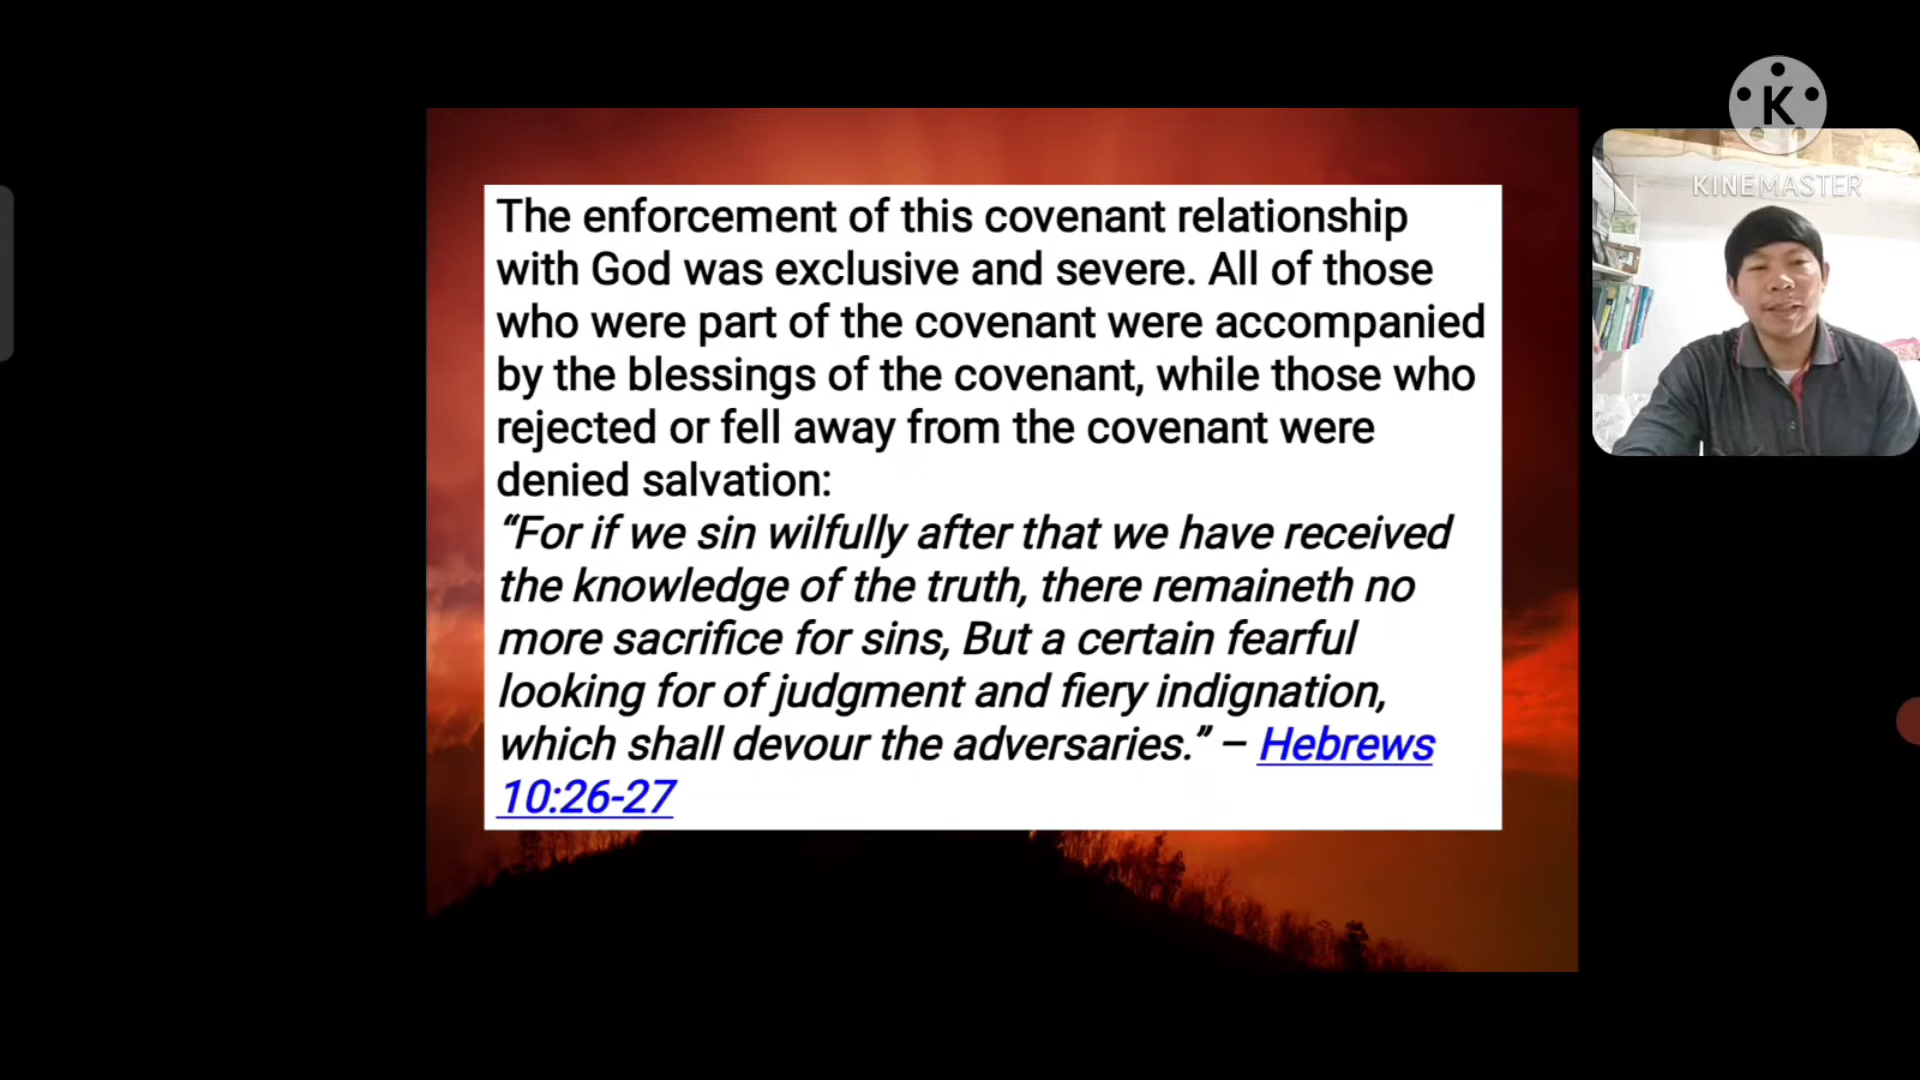 The enforcement of this covenant relationship
with God was exclusive and severe. All of those
who were part of the covenant were accompanied
by the blessings of the covenant, while those who
rejected or fell away from the covenant were
denied salvation:
“For if we sin wilfully after that we have received
the knowledge of the truth, there remaineth no
more sacrifice for sins, But a certain fearful
looking for of judgment and fiery indignation,
which shall devour the adversaries.” – Hebrews
10:26-27
K
KINEMASTER